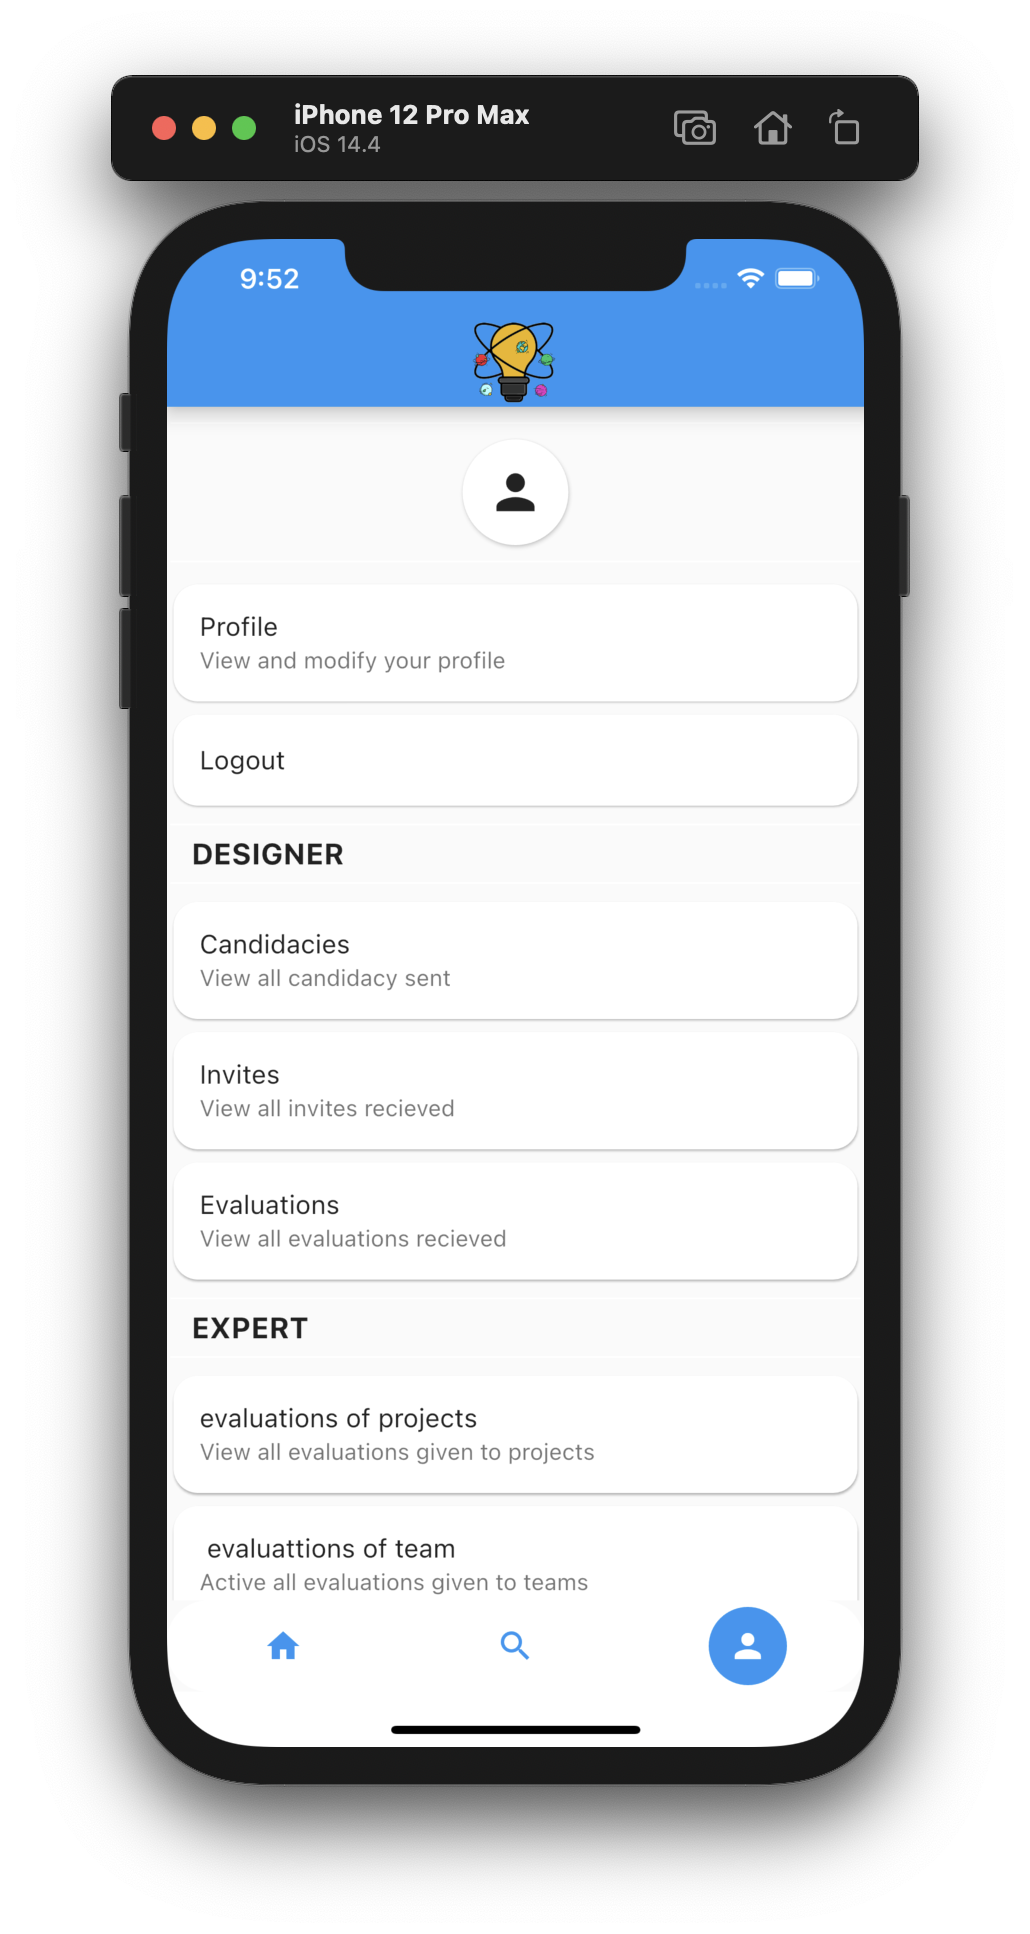 iPhone 12 Pro Max
iOS 14.4
9:52
Profile
View and modify your profile
Logout
DESIGNER
Candidacies
View all candidacy sent
Invites
View all invites recieved
Evaluations
View all evaluations recieved
EXPERT
evaluations of projects
View all evaluations given to projects
evaluattions of team
Active all evaluations given to teams